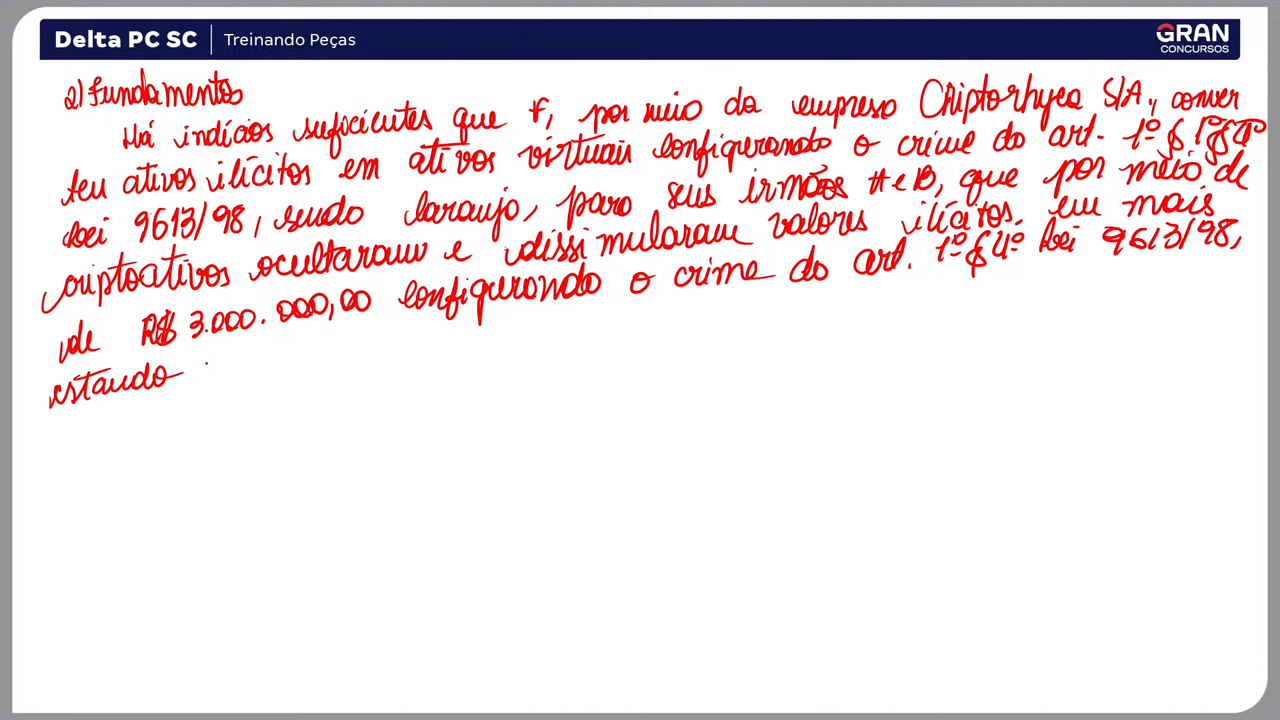 Delta PC SC | Treinando Peças
GRAN
CONCURSOS
2) Fundamentos
Há indícios suficientes que F, por meio da empresa Criptorhyca S/A., conver
teu ativos ilícitos em ativos virtuais configurando o crime do art. 1º § 1º § 4º
Lei 9613/98, sendo laranja, para seus irmãos A e B, que por meio de
criptoativos ocultaram e dissimularam valores ilícitos em mais
de R$ 3.000.000,00 configurando o crime do art. 1º § 4º Lei 9613/98,
estando